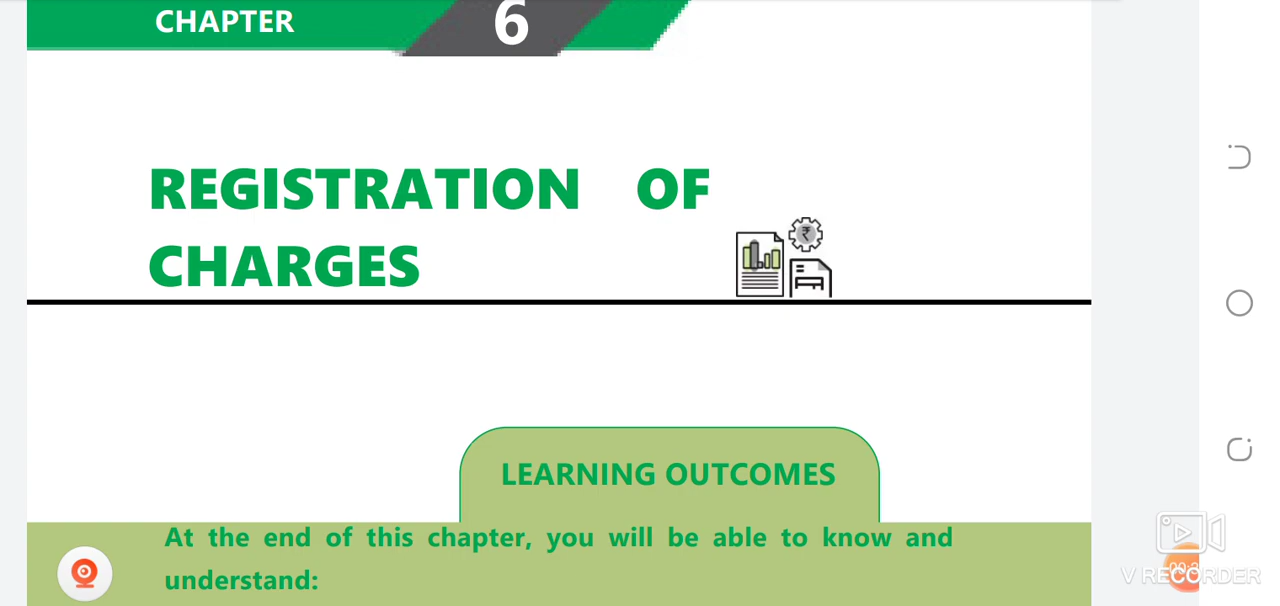 CHAPTER 6
REGISTRATION OF
CHARGES
₹
LEARNING OUTCOMES
At the end of this chapter, you will be able to know and
understand:
V RECORDER